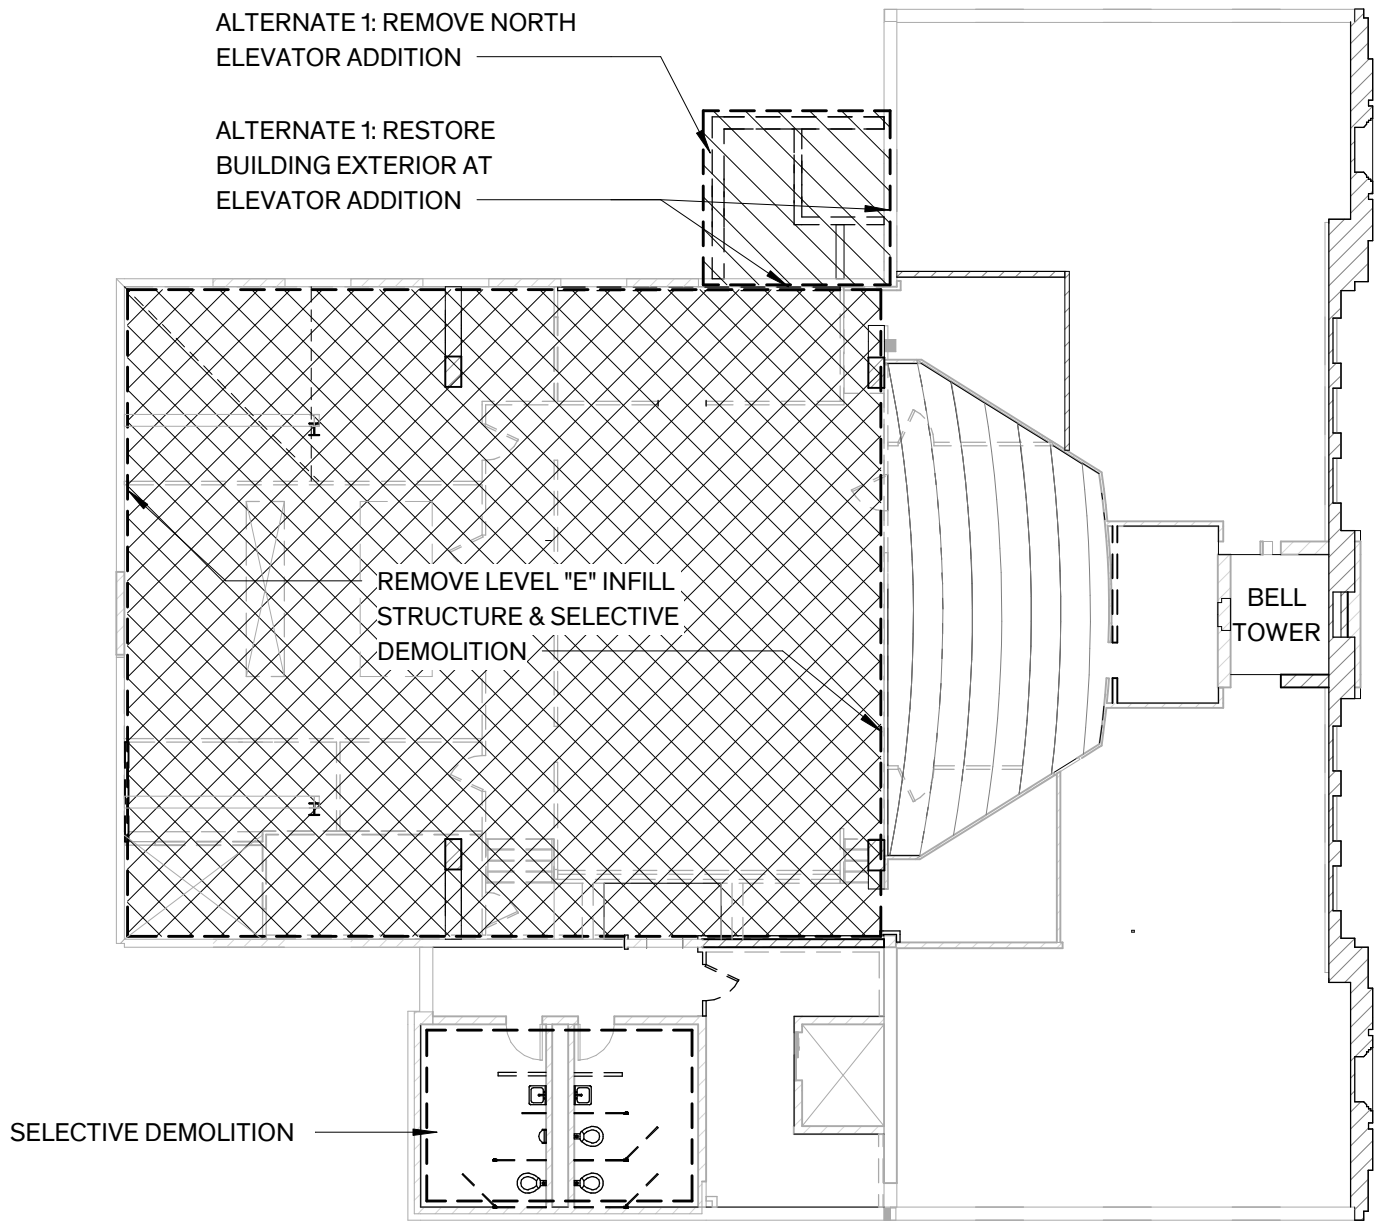 ALTERNATE 1: REMOVE NORTH
ELEVATOR ADDITION
ALTERNATE 1: RESTORE
BUILDING EXTERIOR AT
ELEVATOR ADDITION
REMOVE LEVEL "E" INFILL
STRUCTURE & SELECTIVE
DEMOLITION
BELL
TOWER
SELECTIVE DEMOLITION